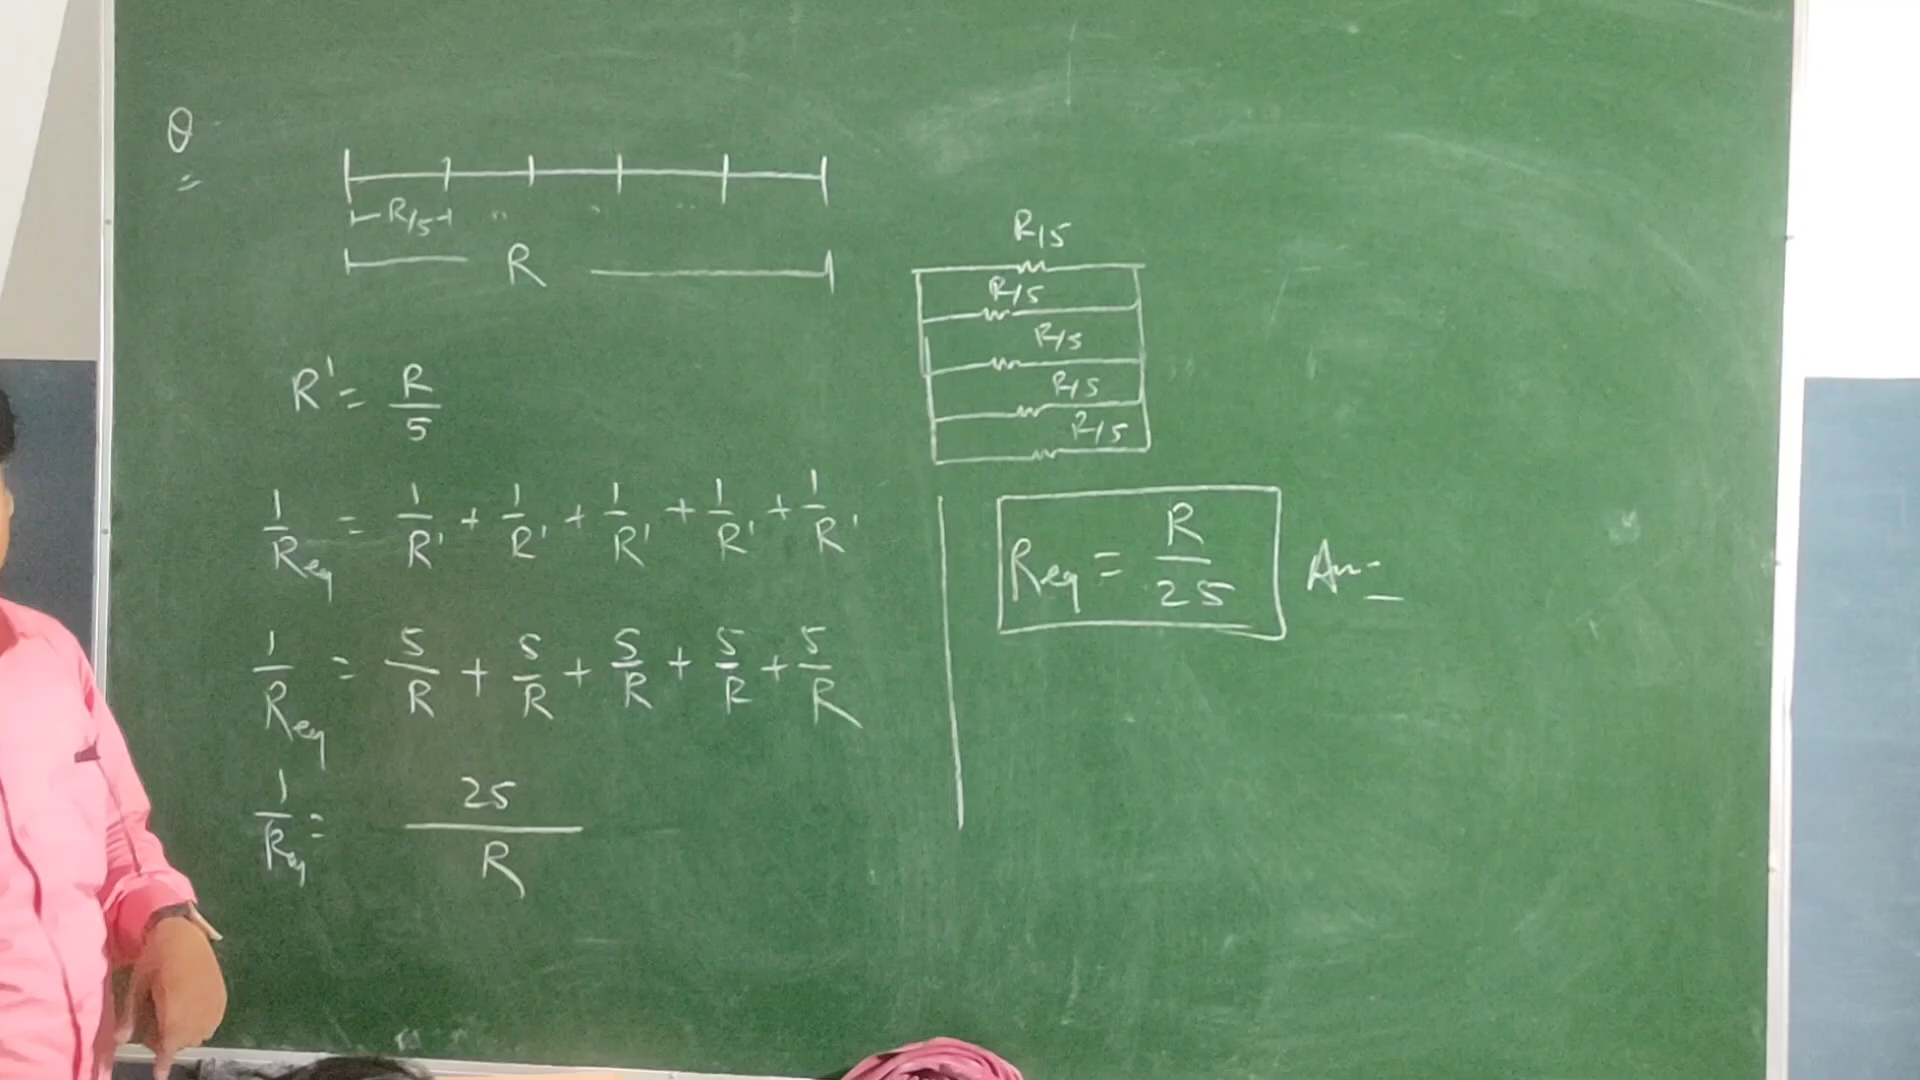 Q
R/5
R
R' = R/5
1/Req = 1/R' + 1/R' + 1/R' + 1/R' + 1/R'
1/Req = 5/R + 5/R + 5/R + 5/R + 5/R
1/Req = 25/R
R/5
R/5
R/5
R/5
R/5
Req = R/25 Ans